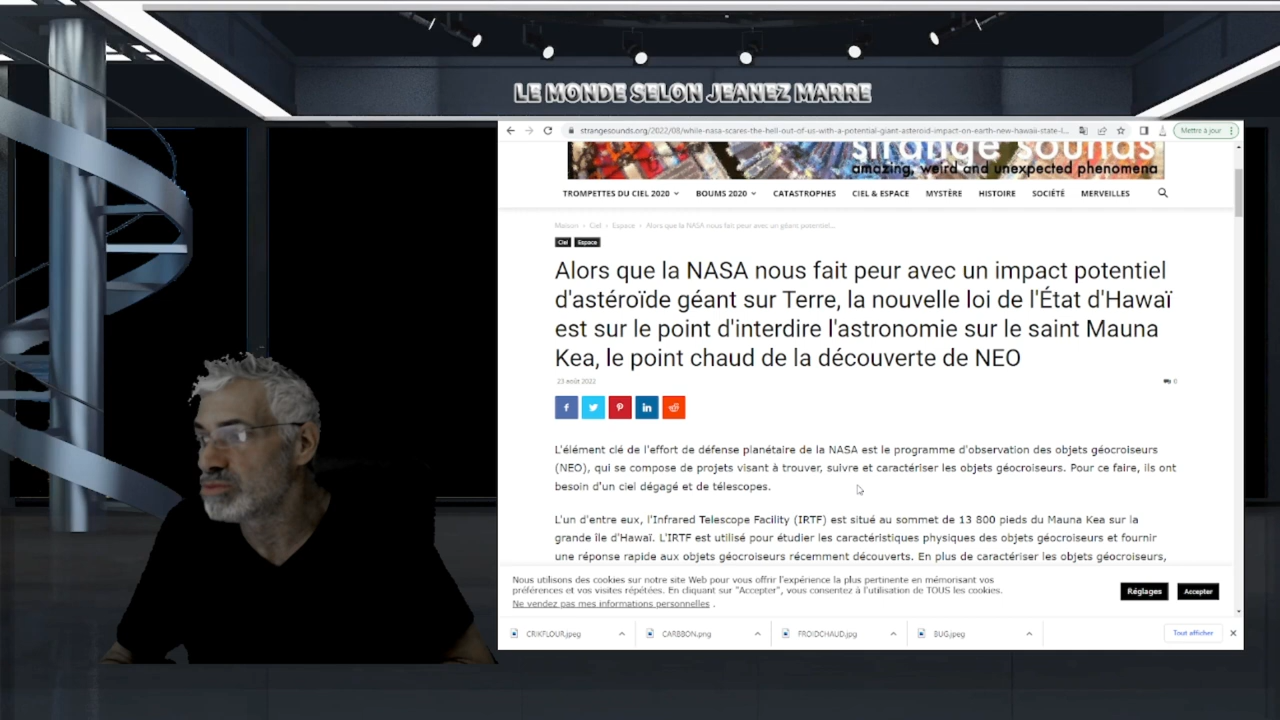 LE MONDE SELON JEANEZ MARRE
strangesounds.org/2022/08/while-nasa-scares-the-hell-out-of-us-with-a-potential-giant-asteroid-impact-on-earth-new-hawaii-state-l...
Mettre à jour
strange sounds
amazing, weird and unexpected phenomena
TROMPETTES DU CIEL 2020 BOUMS 2020 CATASTROPHES CIEL & ESPACE MYSTÈRE HISTOIRE SOCIÉTÉ MERVEILLES
Maison › Ciel › Espace › Alors que la NASA nous fait peur avec un géant potentiel...
Ciel Espace
Alors que la NASA nous fait peur avec un impact potentiel
d'astéroïde géant sur Terre, la nouvelle loi de l'État d'Hawaï
est sur le point d'interdire l'astronomie sur le saint Mauna
Kea, le point chaud de la découverte de NEO
23 août 2022 0
L'élément clé de l'effort de défense planétaire de la NASA est le programme d'observation des objets géocroiseurs
(NEO), qui se compose de projets visant à trouver, suivre et caractériser les objets géocroiseurs. Pour ce faire, ils ont
besoin d'un ciel dégagé et de télescopes.
L'un d'entre eux, l'Infrared Telescope Facility (IRTF) est situé au sommet de 13 800 pieds du Mauna Kea sur la
grande île d'Hawaï. L'IRTF est utilisé pour étudier les caractéristiques physiques des objets géocroiseurs et fournir
une réponse rapide aux objets géocroiseurs récemment découverts. En plus de caractériser les objets géocroiseurs,
Nous utilisons des cookies sur notre site Web pour vous offrir l'expérience la plus pertinente en mémorisant vos
préférences et vos visites répétées. En cliquant sur "Accepter", vous consentez à l'utilisation de TOUS les cookies.
Ne vendez pas mes informations personnelles .
Réglages Accepter
CRIKFLOUR.jpeg CARBBON.png FROIDCHAUD.jpg BUG.jpeg Tout afficher